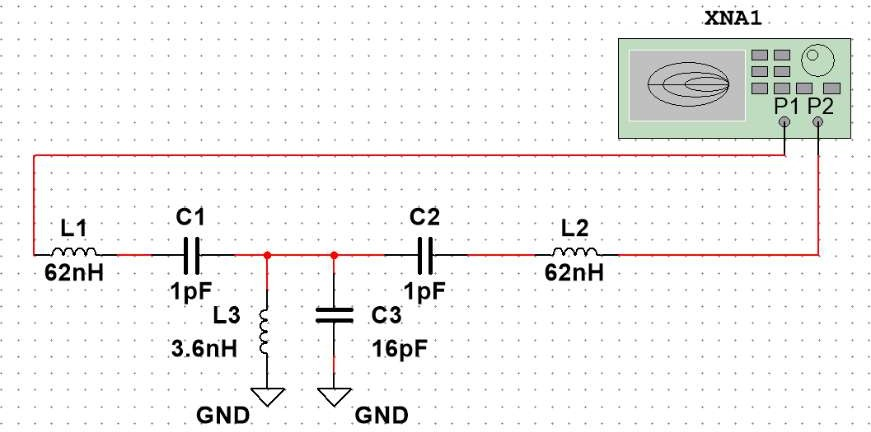 XNA1
P1 P2
L1
62nH
C1
1pF
C2
1pF
L2
62nH
L3
3.6nH
C3
16pF
GND
GND